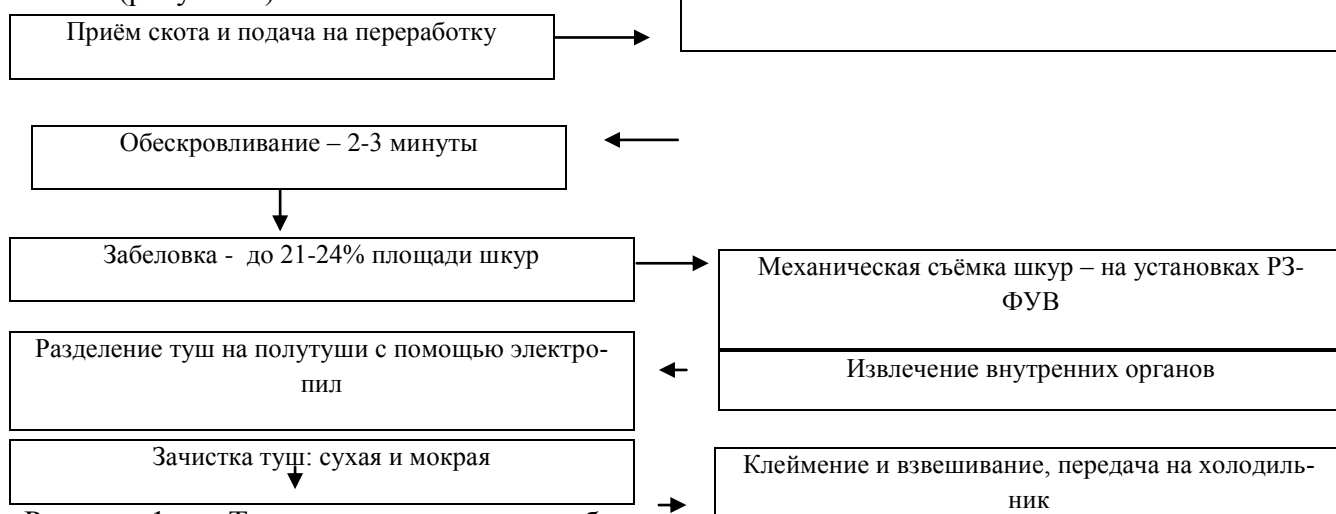 Приём скота и подача на переработку
Обескровливание – 2-3 минуты
Забеловка - до 21-24% площади шкур
Механическая съёмка шкур – на установках РЗ-
ФУВ
Разделение туш на полутуши с помощью электро-
пил
Извлечение внутренних органов
Зачистка туш: сухая и мокрая
Клеймение и взвешивание, передача на холодиль-
ник